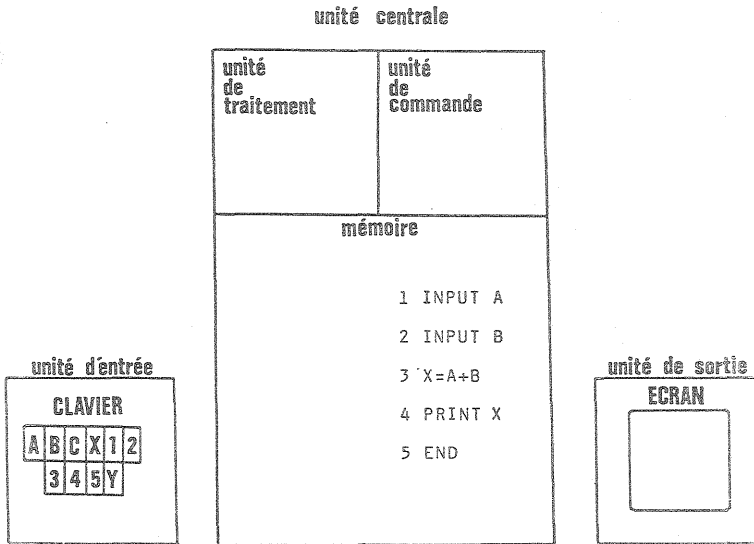 unité centrale
unité
de
traitement
unité
de
commande
mémoire
1 INPUT A
2 INPUT B
3 X=A÷B
4 PRINT X
5 END
unité d'entrée
CLAVIER
A B C X 1 2
3 4 5 Y
unité de sortie
ECRAN